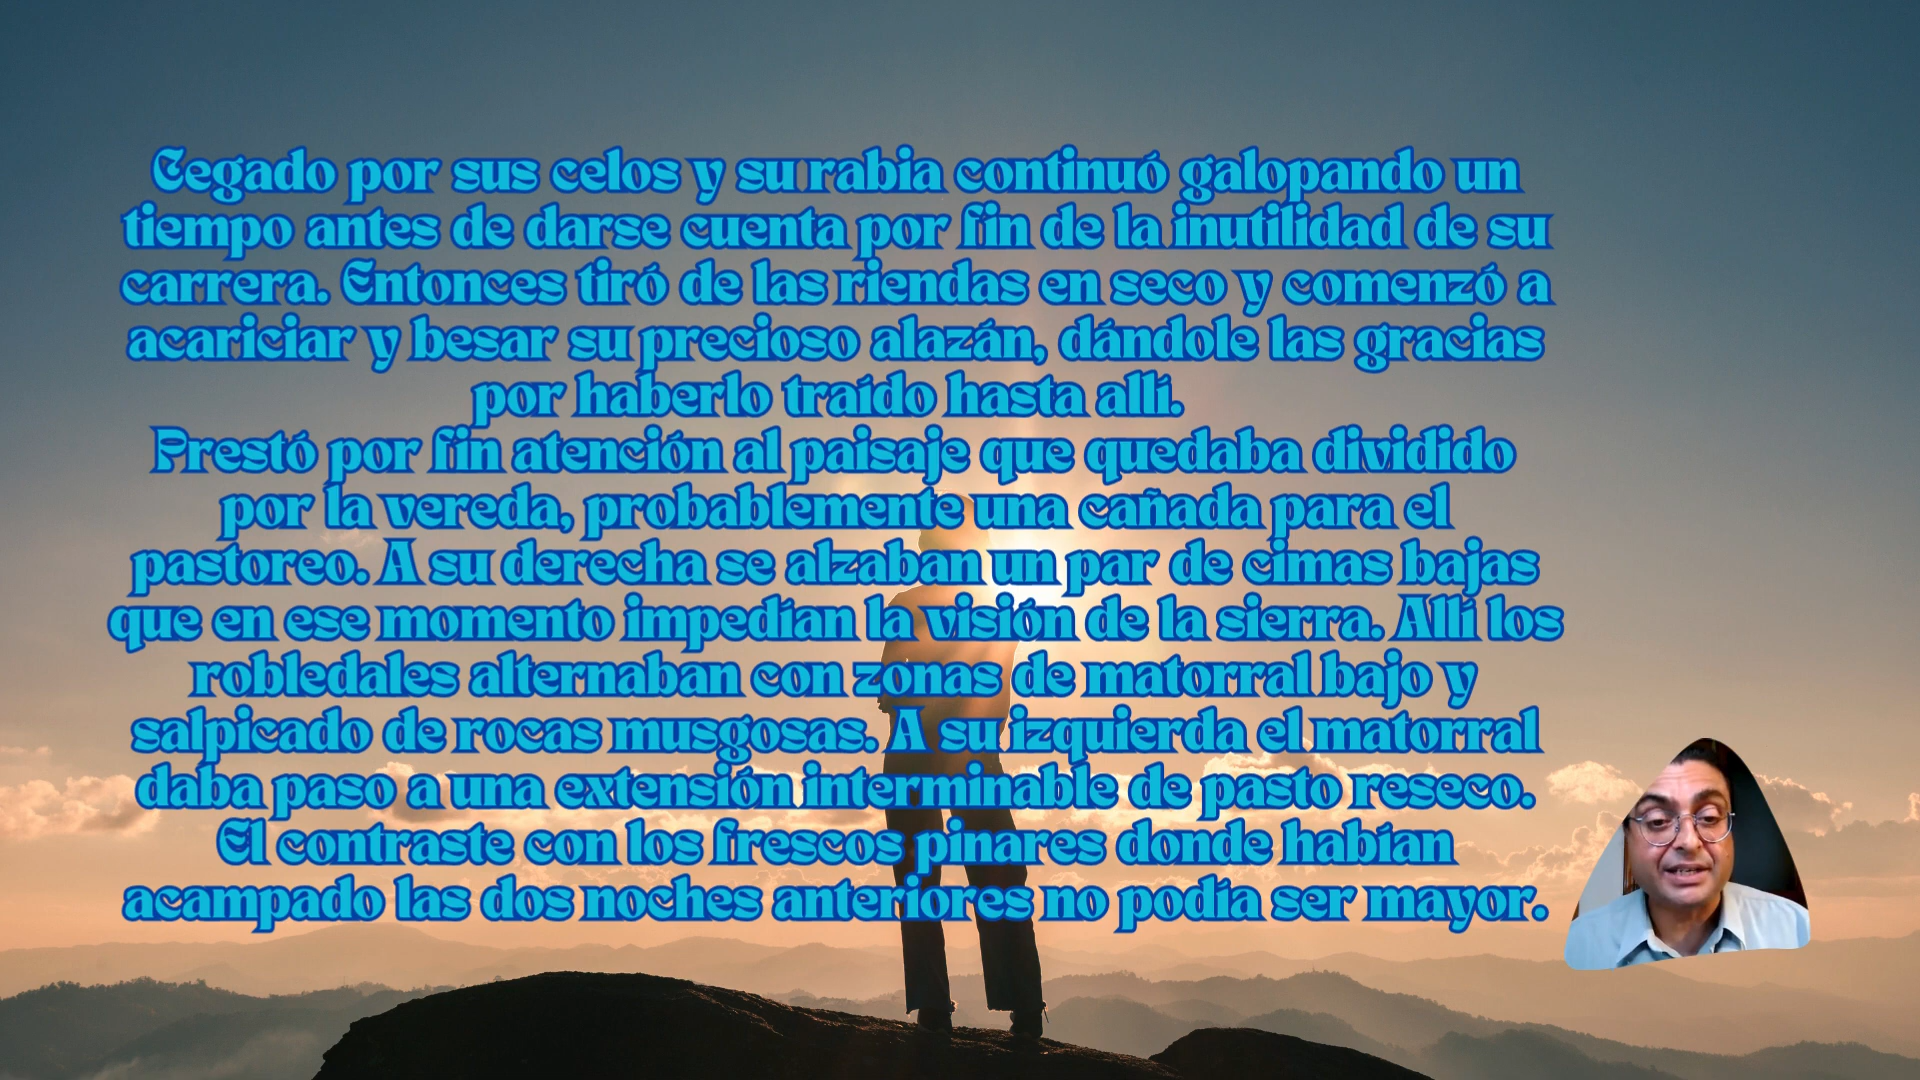 Cegado por sus celos y su rabia continuó galopando un
tiempo antes de darse cuenta por fin de la inutilidad de su
carrera. Entonces tiró de las riendas en seco y comenzó a
acariciar y besar su precioso alazán, dándole las gracias
por haberlo traído hasta allí.
Prestó por fin atención al paisaje que quedaba dividido
por la vereda, probablemente una cañada para el
pastoreo. A su derecha se alzaban un par de cimas bajas
que en ese momento impedían la visión de la sierra. Allí los
robledales alternaban con zonas de matorral bajo y
salpicado de rocas musgosas. A su izquierda el matorral
daba paso a una extensión interminable de pasto reseco.
El contraste con los frescos pinares donde habían
acampado las dos noches anteriores no podía ser mayor.